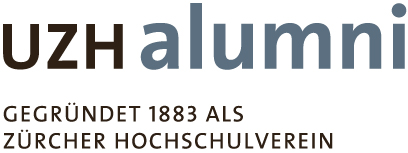 UZH alumni
GEGRÜNDET 1883 ALS
ZÜRCHER HOCHSCHULVEREIN